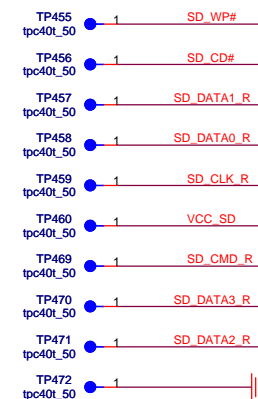 TP455 1 SD_WP#
tpc40t_50
TP456 1 SD_CD#
tpc40t_50
TP457 1 SD_DATA1_R
tpc40t_50
TP458 1 SD_DATA0_R
tpc40t_50
TP459 1 SD_CLK_R
tpc40t_50
TP460 1 VCC_SD
tpc40t_50
TP469 1 SD_CMD_R
tpc40t_50
TP470 1 SD_DATA3_R
tpc40t_50
TP471 1 SD_DATA2_R
tpc40t_50
TP472 1
tpc40t_50